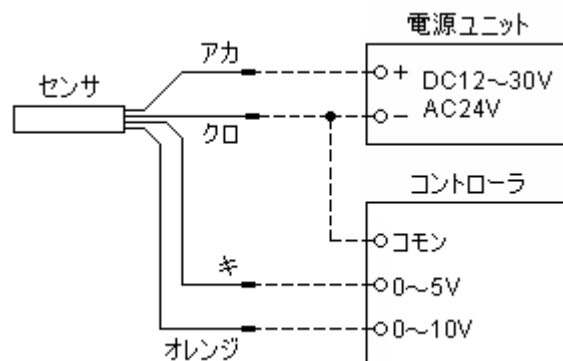 電源ユニット
アカ
+
DC12～30V
センサ
AC24V
−
クロ
コントローラ
コモン
キ
0～5V
0～10V
オレンジ